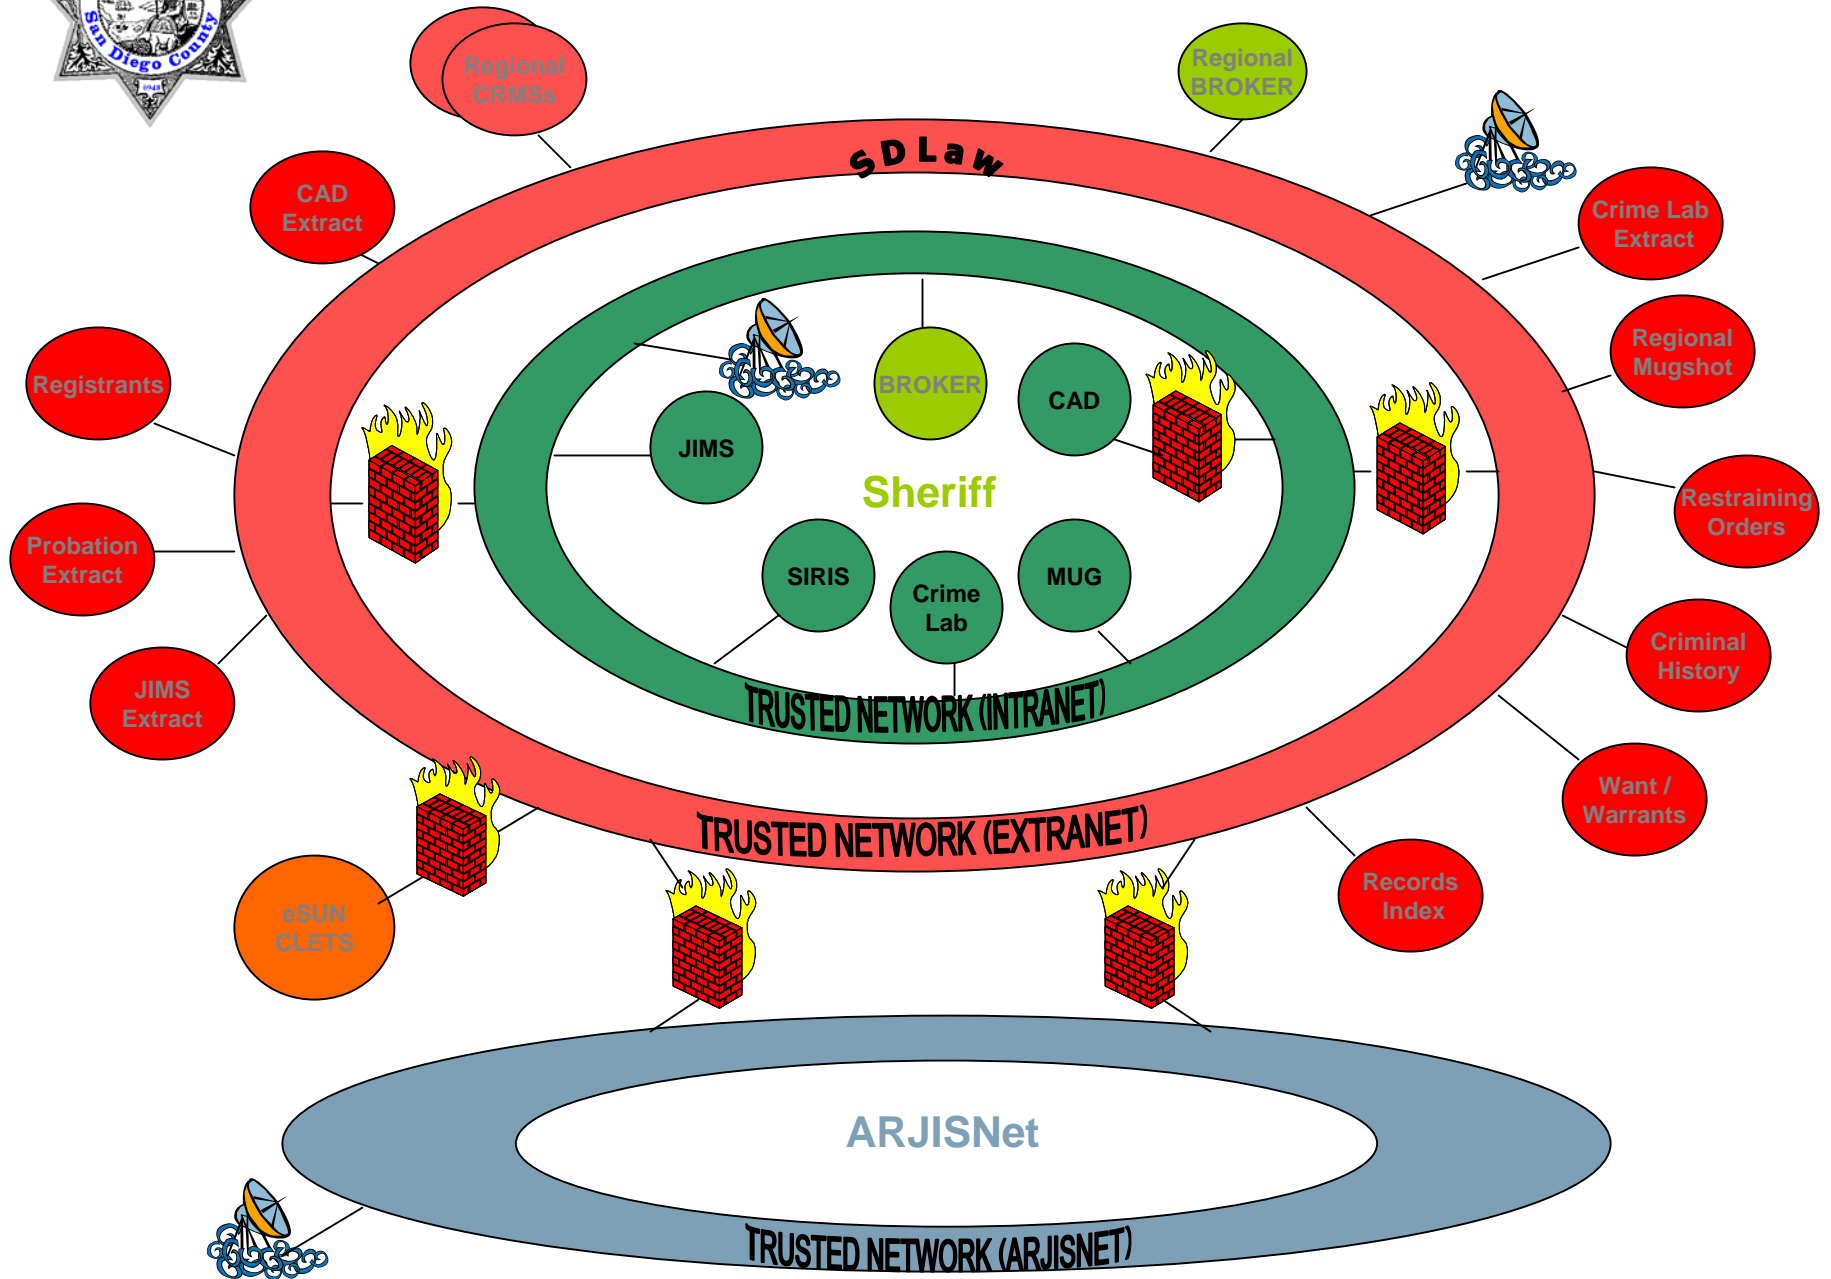 San Diego County
6948
Regional
CRMSs
Regional
BROKER
SDLaw
CAD
Extract
Crime Lab
Extract
Regional
Mugshot
Registrants
BROKER
CAD
JIMS
Sheriff
Restraining
Orders
Probation
Extract
SIRIS
Crime
Lab
MUG
Criminal
History
JIMS
Extract
TRUSTED NETWORK (INTRANET)
Want /
Warrants
TRUSTED NETWORK (EXTRANET)
Records
Index
eSUN
CLETS
ARJISNet
TRUSTED NETWORK (ARJISNET)